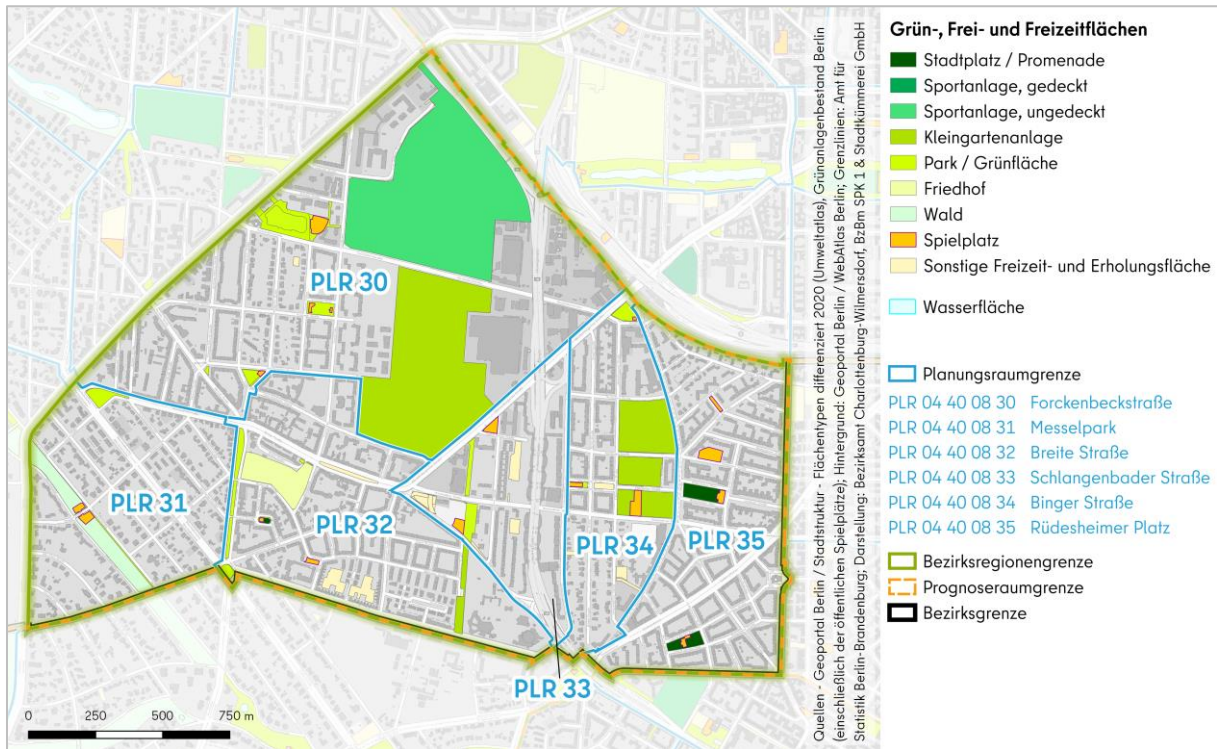 PLR 30
PLR 31
PLR 32
PLR 34
PLR 35
PLR 33
0 250 500 750 m
Quellen - Geoportal Berlin / Stadtstruktur - Flächentypen differenziert 2020 (Umweltatlas), Grünanlagenbestand Berlin
(einschließlich der öffentlichen Spielplätze); Hintergrund: Geoportal Berlin / WebAtlas Berlin; Grenzlinien: Amt für
Statistik Berlin-Brandenburg; Darstellung: Bezirksamt Charlottenburg-Wilmersdorf, BzBm SPK 1 & Stadtkümmerei GmbH
Grün-, Frei- und Freizeitflächen
Stadtplatz / Promenade
Sportanlage, gedeckt
Sportanlage, ungedeckt
Kleingartenanlage
Park / Grünfläche
Friedhof
Wald
Spielplatz
Sonstige Freizeit- und Erholungsfläche
Wasserfläche
Planungsraumgrenze
PLR 04 40 08 30 Forckenbeckstraße
PLR 04 40 08 31 Messelpark
PLR 04 40 08 32 Breite Straße
PLR 04 40 08 33 Schlangenbader Straße
PLR 04 40 08 34 Binger Straße
PLR 04 40 08 35 Rüdesheimer Platz
Bezirksregionengrenze
Prognoseraumgrenze
Bezirksgrenze